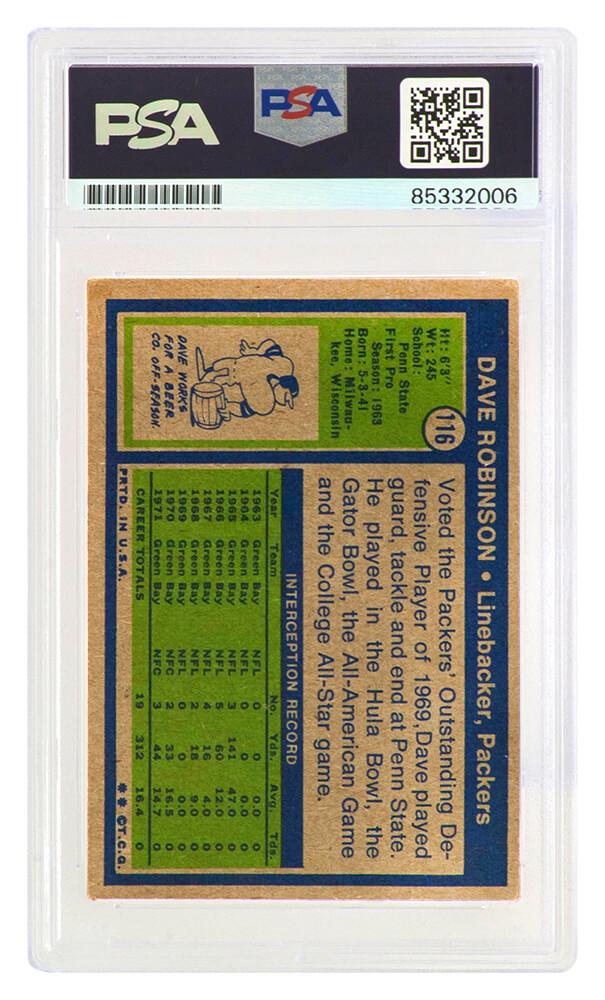 PSA
PSA
85332006
DAVE ROBINSON • Linebacker, Packers
116
Ht: 6'3"
Wt: 245
School:
Penn State
First Pro
Season: 1963
Born: 5-3-41
Home: Milwau-
kee, Wisconsin
DAVE WORKS
FOR A BEER
CO. OFF-SEASON.
Voted the Packers' Outstanding De-
fensive Player of 1969, Dave played
guard, tackle and end at Penn State.
He played in the Hula Bowl, the
Gator Bowl, the All-American Game
and the College All-Star game.
INTERCEPTION RECORD
Year Team No. Yds. Avg. Tds.
1963 Green Bay NFL 0 0 0.0 0
1964 Green Bay NFL 0 0 0.0 0
1965 Green Bay NFL 3 141 47.0 0
1966 Green Bay NFL 5 60 12.0 0
1967 Green Bay NFL 4 16 4.0 0
1968 Green Bay NFL 2 18 9.0 0
1969 Green Bay NFL 0 0 0.0 0
1970 Green Bay NFC 2 33 16.5 0
1971 Green Bay NFC 3 44 14.7 0
CAREER TOTALS 19 312 16.4 0
PRTD. IN U.S.A. ** ©T.C.G.